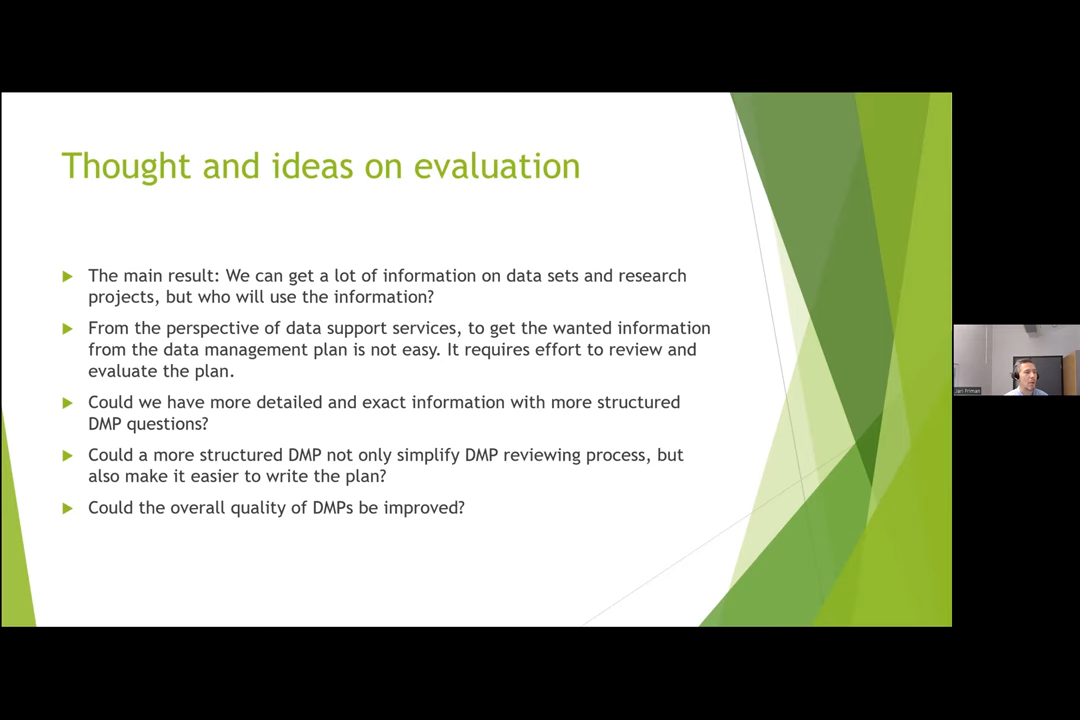 Thought and ideas on evaluation
The main result: We can get a lot of information on data sets and research
projects, but who will use the information?
From the perspective of data support services, to get the wanted information
from the data management plan is not easy. It requires effort to review and
evaluate the plan.
Could we have more detailed and exact information with more structured
DMP questions?
Could a more structured DMP not only simplify DMP reviewing process, but
also make it easier to write the plan?
Could the overall quality of DMPs be improved?
Jari Friman